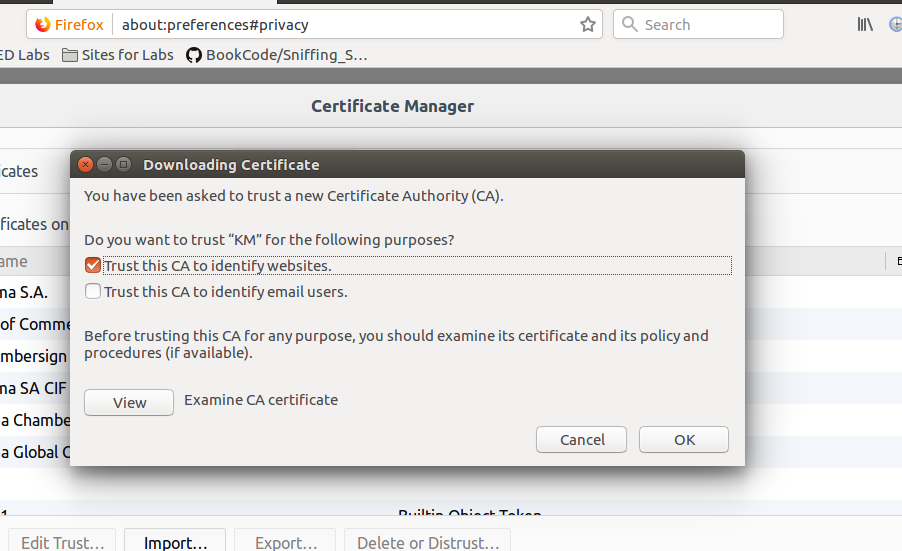 Firefox about:preferences#privacy Search
ED Labs Sites for Labs BookCode/Sniffing_S...
Certificate Manager
icates
Downloading Certificate
You have been asked to trust a new Certificate Authority (CA).
ificates on
Do you want to trust “KM” for the following purposes?
ame
Trust this CA to identify websites.
ma S.A.
Trust this CA to identify email users.
of Comme
Before trusting this CA for any purpose, you should examine its certificate and its policy and
procedures (if available).
mbersign
ma SA CIF
View Examine CA certificate
a Chambe
a Global C
Cancel OK
Builtin Object Token
Edit Trust... Import... Export... Delete or Distrust...